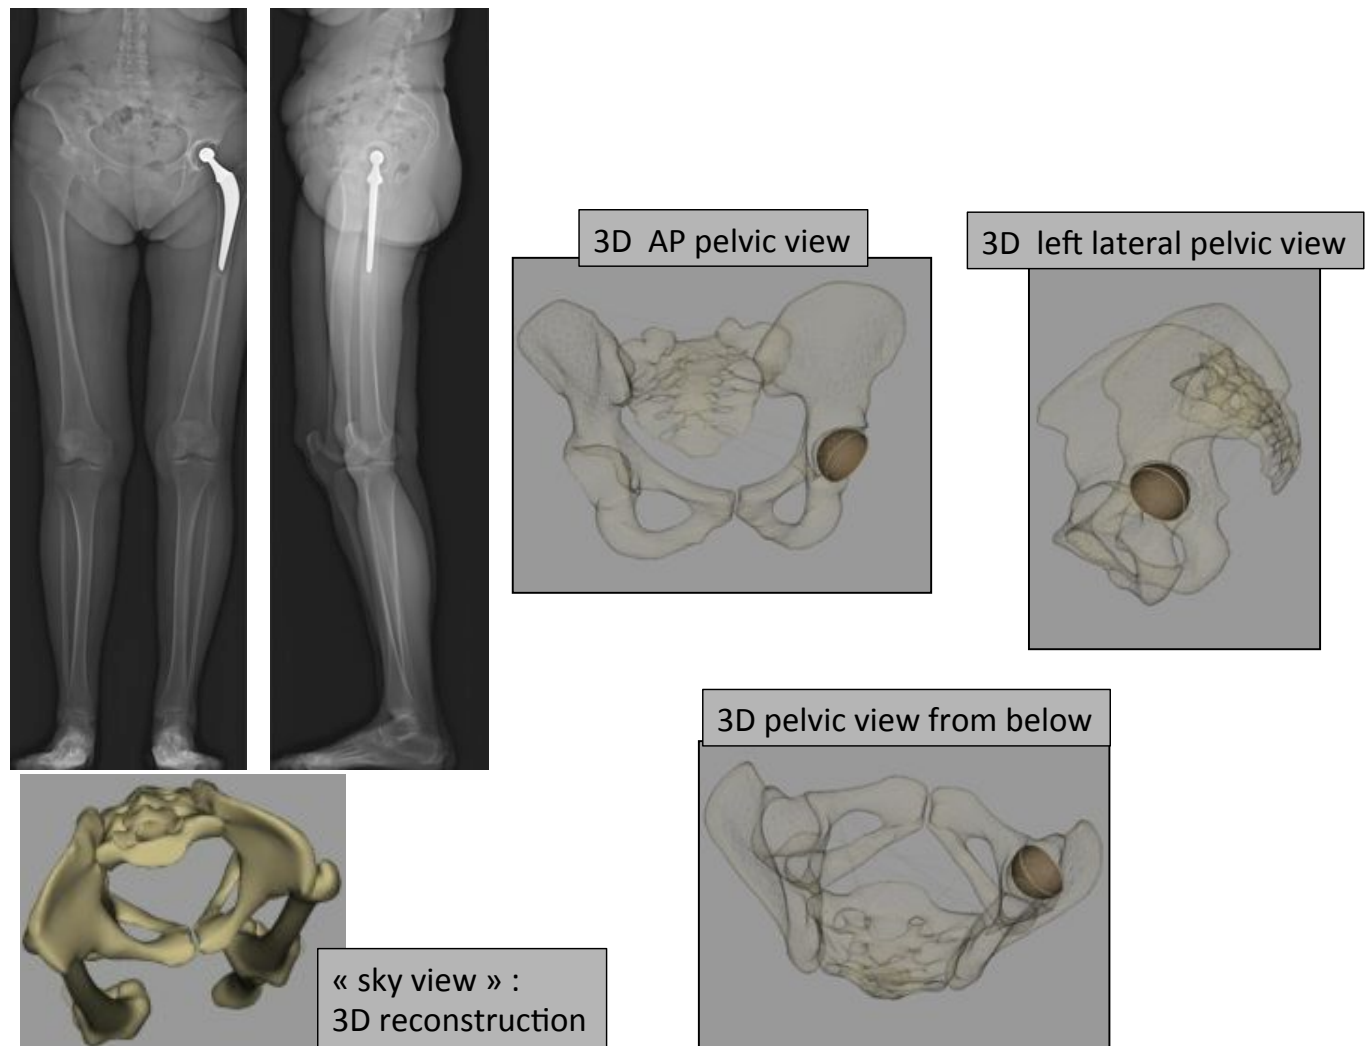 3D AP pelvic view
3D left lateral pelvic view
3D pelvic view from below
« sky view » :
3D reconstruction